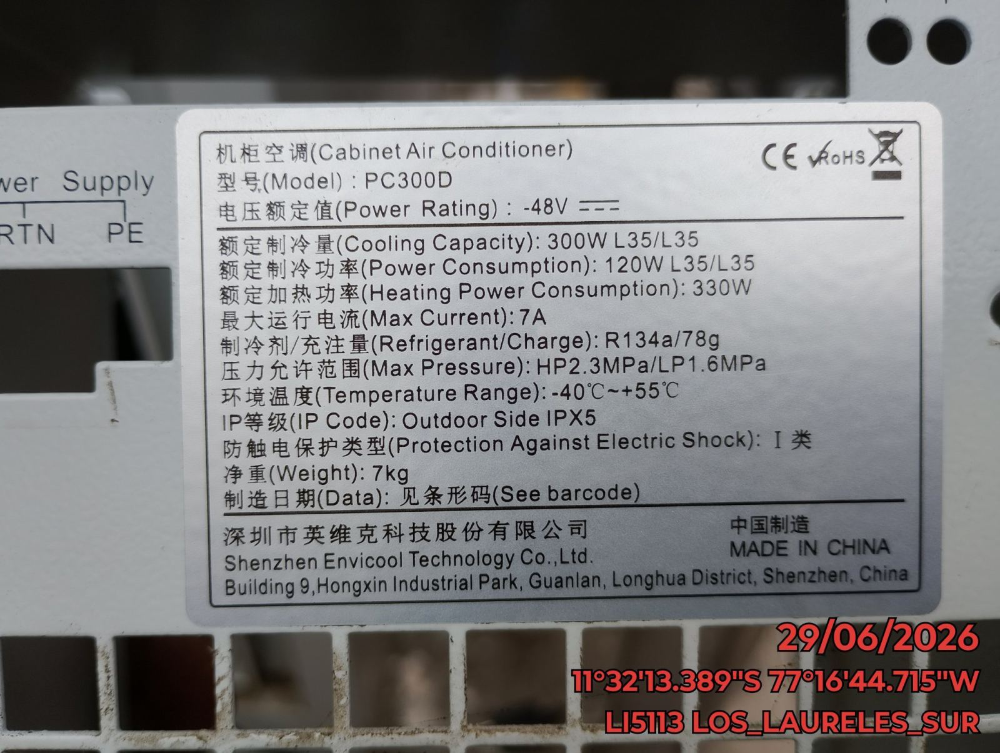 wer Supply
RTN PE
机柜空调(Cabinet Air Conditioner)
CE RoHS
型号(Model) : PC300D
电压额定值(Power Rating) : -48V
额定制冷量(Cooling Capacity): 300W L35/L35
额定制冷功率(Power Consumption): 120W L35/L35
额定加热功率(Heating Power Consumption): 330W
最大运行电流(Max Current): 7A
制冷剂/充注量(Refrigerant/Charge): R134a/78g
压力允许范围(Max Pressure): HP2.3MPa/LP1.6MPa
环境温度(Temperature Range): -40℃~+55℃
IP等级(IP Code): Outdoor Side IPX5
防触电保护类型(Protection Against Electric Shock): I 类
净重(Weight): 7kg
制造日期(Data): 见条形码(See barcode)
深圳市英维克科技股份有限公司
Shenzhen Envicool Technology Co.,Ltd.
中国制造
MADE IN CHINA
Building 9,Hongxin Industrial Park, Guanlan, Longhua District, Shenzhen, China
29/06/2026
11°32'13.389"S 77°16'44.715"W
LI5113 LOS_LAURELES_SUR